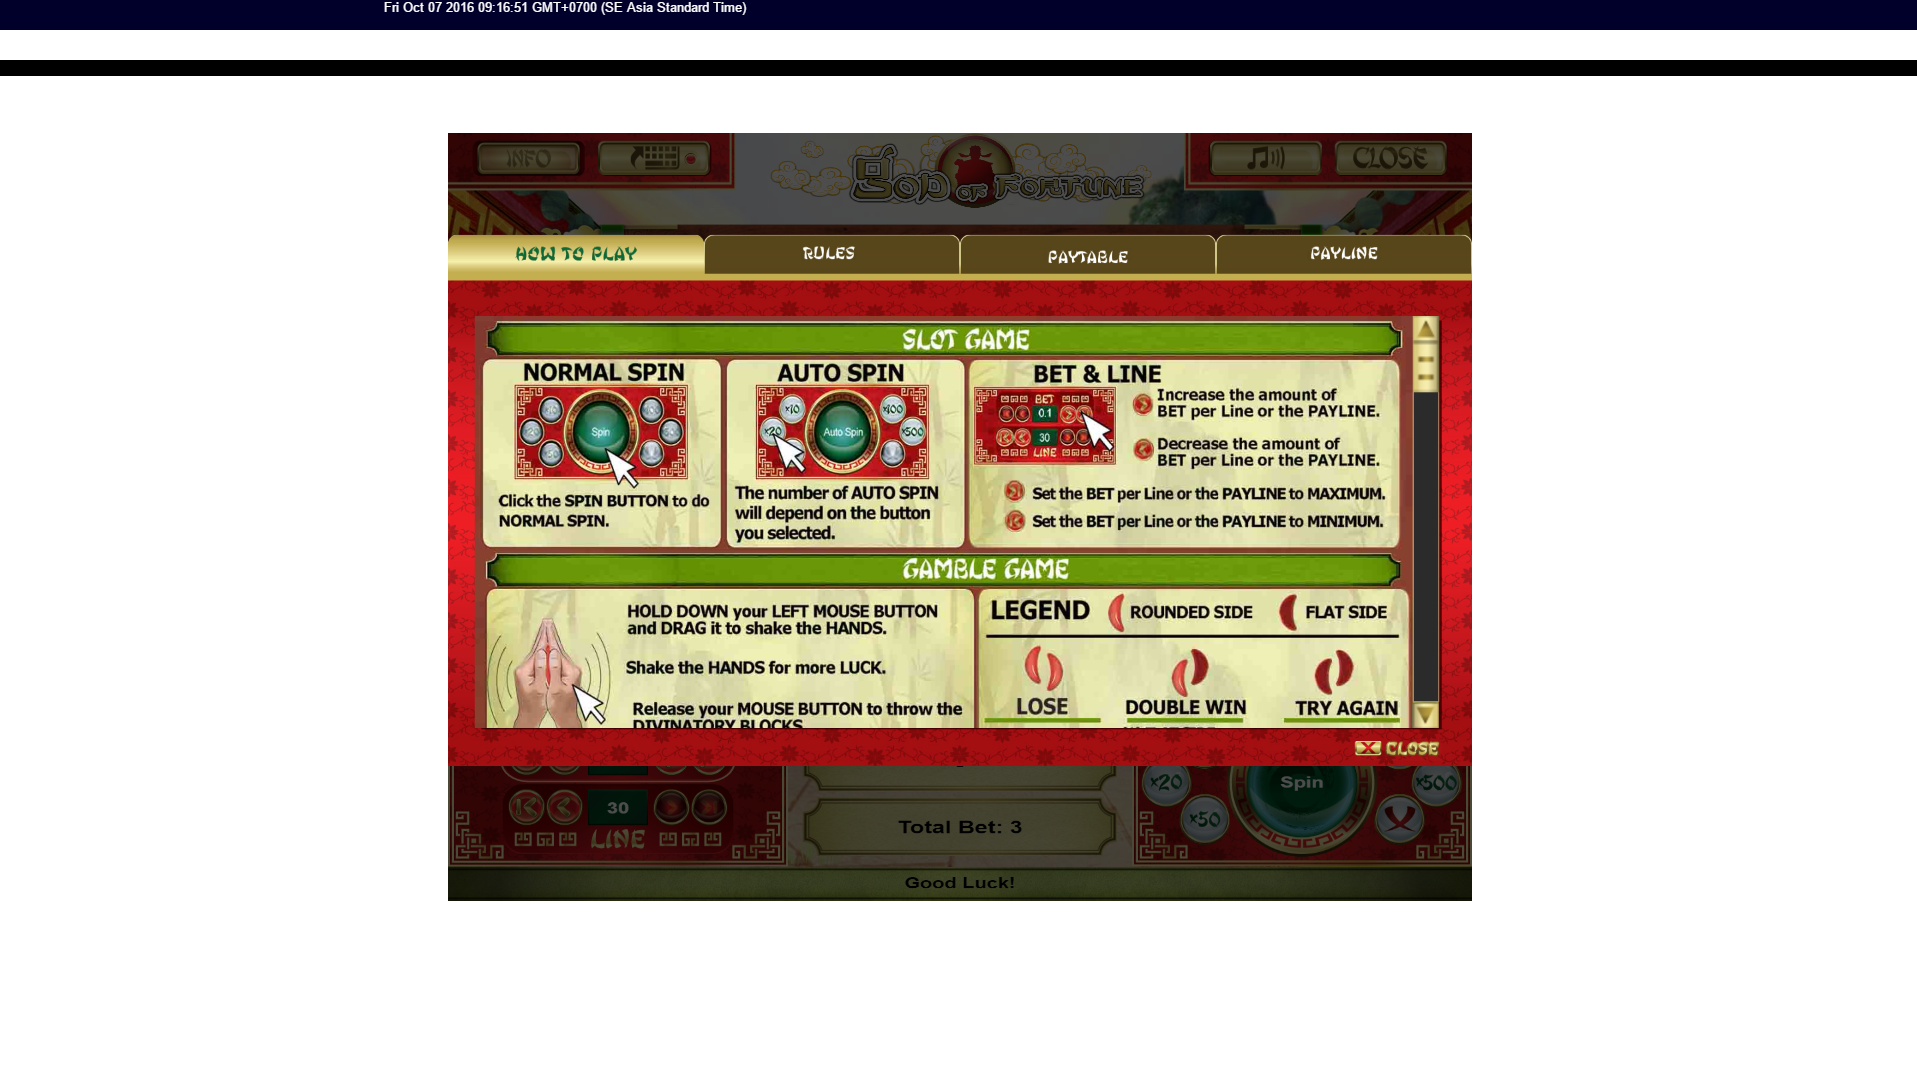 Fri Oct 07 2016 09:16:51 GMT+0700 (SE Asia Standard Time)
INFO
CLOSE
GOD OF FORTUNE
HOW TO PLAY
RULES
PAYTABLE
PAYLINE
SLOT GAME
NORMAL SPIN
Spin
Click the SPIN BUTTON to do
NORMAL SPIN.
AUTO SPIN
x10
x100
x20
Auto Spin
x500
The number of AUTO SPIN
will depend on the button
you selected.
BET & LINE
BET
0.1
30
LINE
Increase the amount of
BET per Line or the PAYLINE.
Decrease the amount of
BET per Line or the PAYLINE.
Set the BET per Line or the PAYLINE to MAXIMUM.
Set the BET per Line or the PAYLINE to MINIMUM.
GAMBLE GAME
HOLD DOWN your LEFT MOUSE BUTTON
and DRAG it to shake the HANDS.
Shake the HANDS for more LUCK.
Release your MOUSE BUTTON to throw the
DIVINATORY BLOCKS
LEGEND
ROUNDED SIDE
FLAT SIDE
LOSE
DOUBLE WIN
TRY AGAIN
CLOSE
30
LINE
Total Bet: 3
x20
Spin
x500
x50
Good Luck!